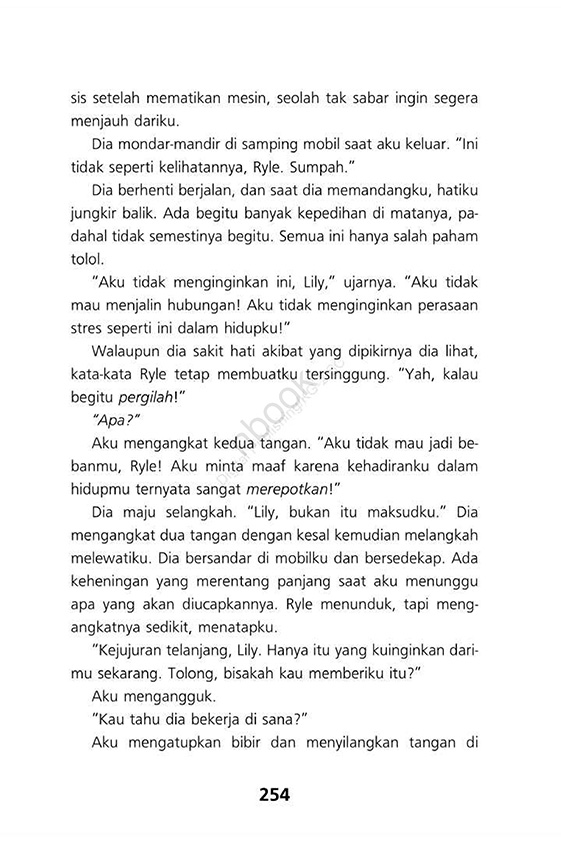 sis setelah mematikan mesin, seolah tak sabar ingin segera
menjauh dariku.
Dia mondar-mandir di samping mobil saat aku keluar. “Ini
tidak seperti kelihatannya, Ryle. Sumpah.”
Dia berhenti berjalan, dan saat dia memandangku, hatiku
jungkir balik. Ada begitu banyak kepedihan di matanya, pa-
dahal tidak semestinya begitu. Semua ini hanya salah paham
tolol.
“Aku tidak menginginkan ini, Lily,” ujarnya. “Aku tidak
mau menjalin hubungan! Aku tidak menginginkan perasaan
stres seperti ini dalam hidupku!”
Walaupun dia sakit hati akibat yang dipikirnya dia lihat,
kata-kata Ryle tetap membuatku tersinggung. “Yah, kalau
begitu pergilah!”
“Apa?”
Aku mengangkat kedua tangan. “Aku tidak mau jadi be-
banmu, Ryle! Aku minta maaf karena kehadiranku dalam
hidupmu ternyata sangat merepotkan!”
Dia maju selangkah. “Lily, bukan itu maksudku.” Dia
mengangkat dua tangan dengan kesal kemudian melangkah
melewatiku. Dia bersandar di mobilku dan bersedekap. Ada
keheningan yang merentang panjang saat aku menunggu
apa yang akan diucapkannya. Ryle menunduk, tapi meng-
angkatnya sedikit, menatapku.
“Kejujuran telanjang, Lily. Hanya itu yang kuinginkan dari-
mu sekarang. Tolong, bisakah kau memberiku itu?”
Aku mengangguk.
“Kau tahu dia bekerja di sana?”
Aku mengatupkan bibir dan menyilangkan tangan di
254